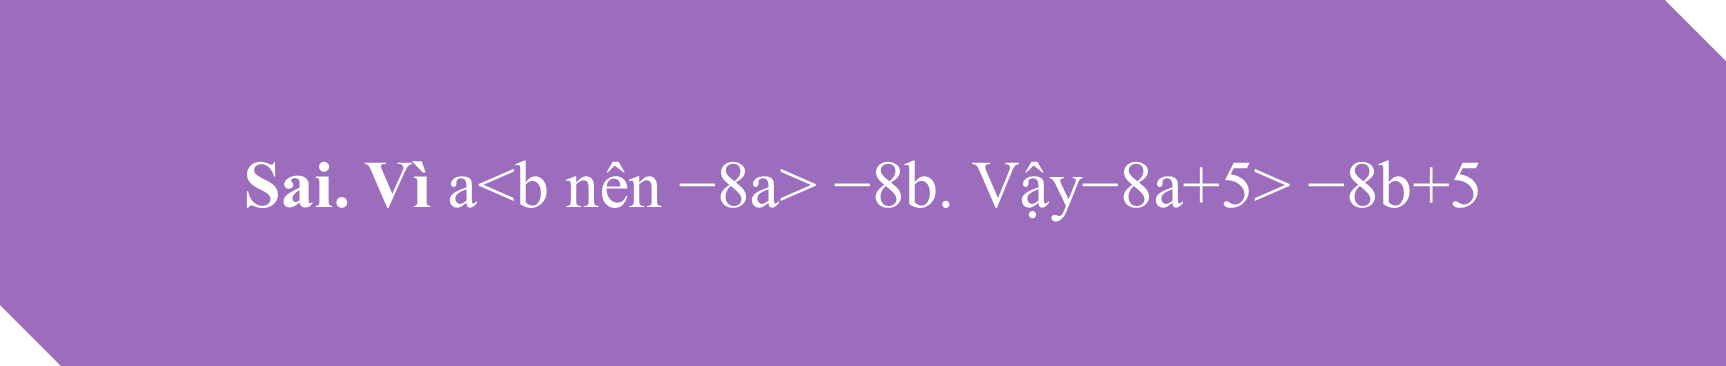 Sai. Vì a<b nên −8a> −8b. Vậy−8a+5> −8b+5